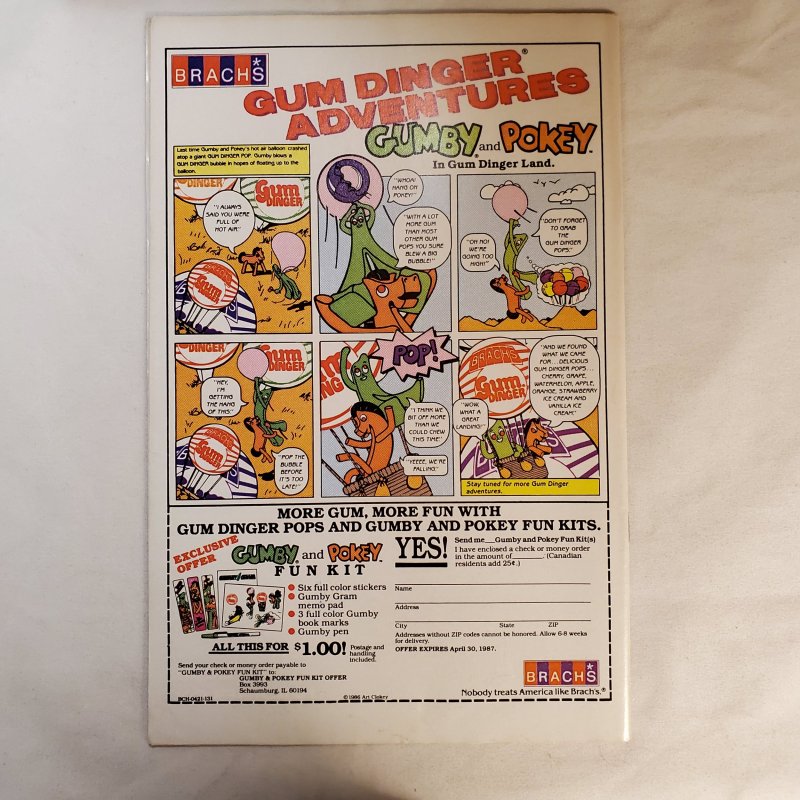 BRACH'S
GUM DINGER®
ADVENTURES
GUMBY® and POKEY™
In Gum Dinger Land.
Last time Gumby and Pokey's hot air balloon crashed
atop a giant GUM DINGER POP. Gumby blows a
GUM DINGER bubble in hopes of floating up to the
balloon.
DINGER
Gum
DINGER
"I ALWAYS
SAID YOU WERE
FULL OF
HOT AIR."
BRACH'S
Gum
DINGER
"WHOA!
HANG ON
POKEY!"
"WITH A LOT
MORE GUM
THAN MOST
OTHER GUM
POPS YOU SURE
BLEW A BIG
BUBBLE!"
"OH NO!
WE'RE
GOING TOO
HIGH!"
"DON'T FORGET
TO GRAB
THE
GUM DINGER
POPS."
DINGER
Gum
DINGER
"HEY,
I'M
GETTING
THE HANG
OF THIS."
BRACH'S
Gum
DINGER
"POP THE
BUBBLE
BEFORE
IT'S TOO
LATE!"
POP!
"I THINK WE
BIT OFF MORE
THAN WE
COULD CHEW
THIS TIME."
"YEEEE, WE'RE
FALLING."
BRACH'S
Gum
DINGER
"WOW,
WHAT A
GREAT
LANDING!"
"AND WE FOUND
WHAT WE CAME
FOR...DELICIOUS
GUM DINGER POPS...
CHERRY, GRAPE,
WATERMELON, APPLE,
ORANGE, STRAWBERRY
ICE CREAM AND
VANILLA ICE
CREAM."
Stay tuned for more Gum Dinger
adventures.
MORE GUM, MORE FUN WITH
GUM DINGER POPS AND GUMBY AND POKEY FUN KITS.
EXCLUSIVE
OFFER
GUMBY® and POKEY™
FUN KIT
• Six full color stickers
• Gumby Gram
memo pad
• 3 full color Gumby
book marks
• Gumby pen
ALL THIS FOR $1.00! Postage and
handling
included.
Send your check or money order payable to
"GUMBY & POKEY FUN KIT" to:
GUMBY & POKEY FUN KIT OFFER
Box 3993
Schaumburg, IL 60194
BCH-0421-131
© 1986 Art Clokey
YES!
Send me___Gumby and Pokey Fun Kit(s)
I have enclosed a check or money order
in the amount of______. (Canadian
residents add 25¢.)
Name
Address
City State ZIP
Addresses without ZIP codes cannot be honored. Allow 6-8 weeks
for delivery.
OFFER EXPIRES April 30, 1987.
BRACH'S
Nobody treats America like Brach's.®